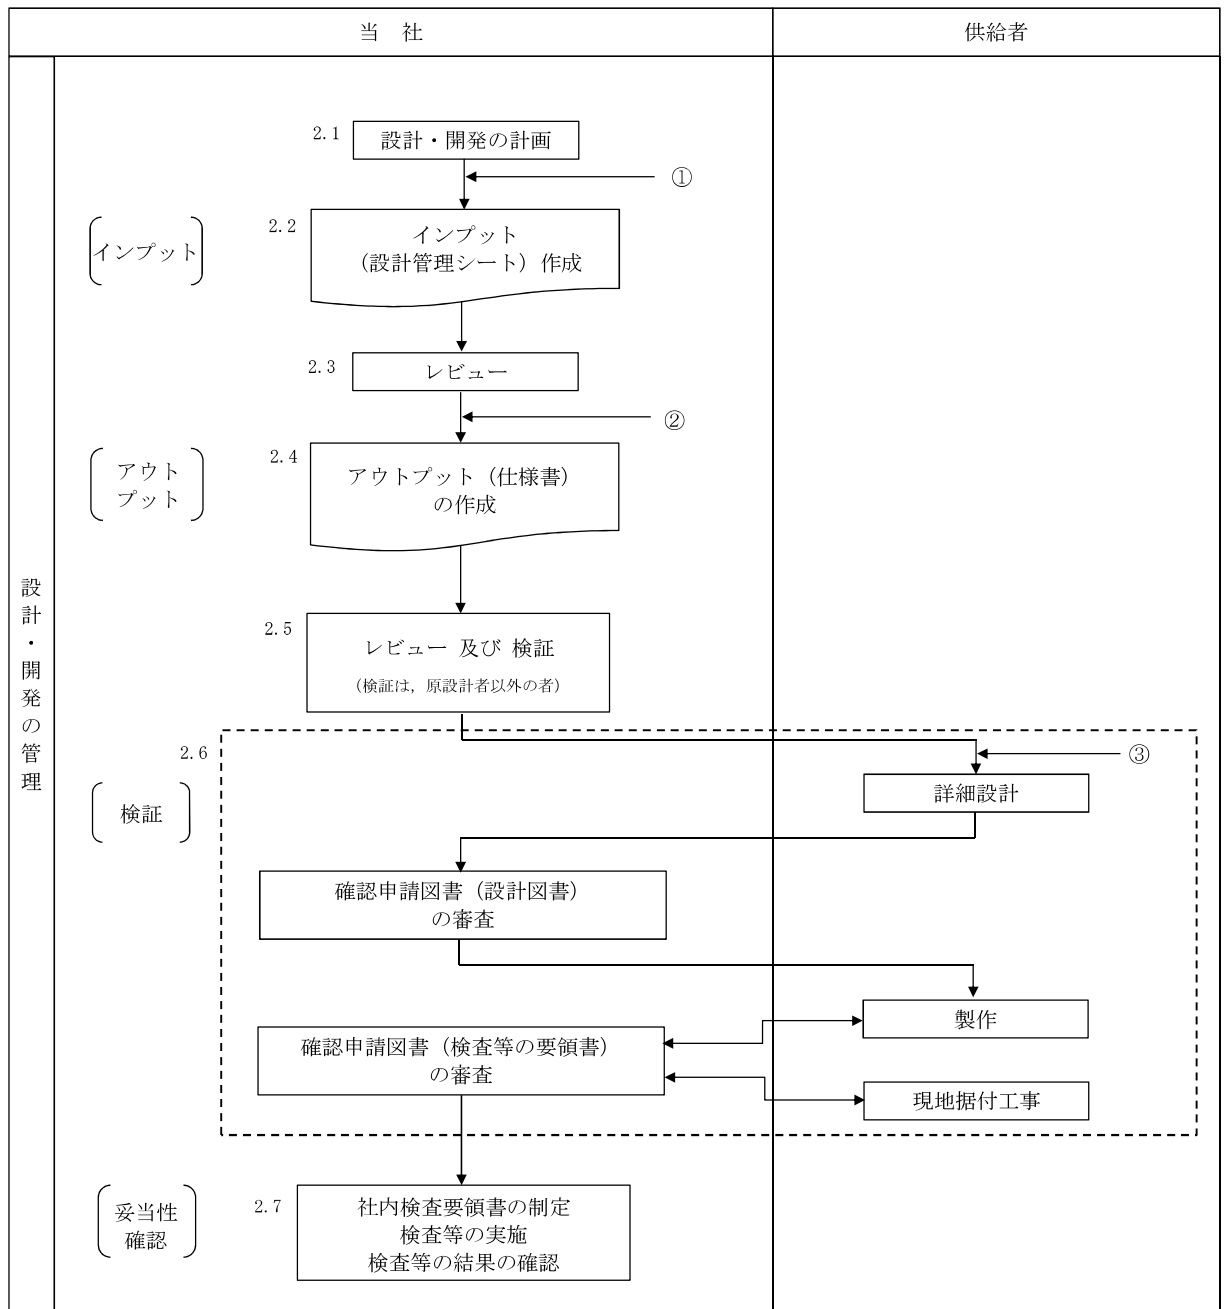 当　社
供給者
設計・開発の管理
2.1
設計・開発の計画
①
インプット
2.2
インプット
（設計管理シート）作成
2.3
レビュー
②
アウト
プット
2.4
アウトプット（仕様書）
の作成
2.5
レビュー 及び 検証
（検証は，原設計者以外の者）
2.6
③
検証
詳細設計
確認申請図書（設計図書）
の審査
製作
確認申請図書（検査等の要領書）
の審査
現地据付工事
妥当性
確認
2.7
社内検査要領書の制定
検査等の実施
検査等の結果の確認